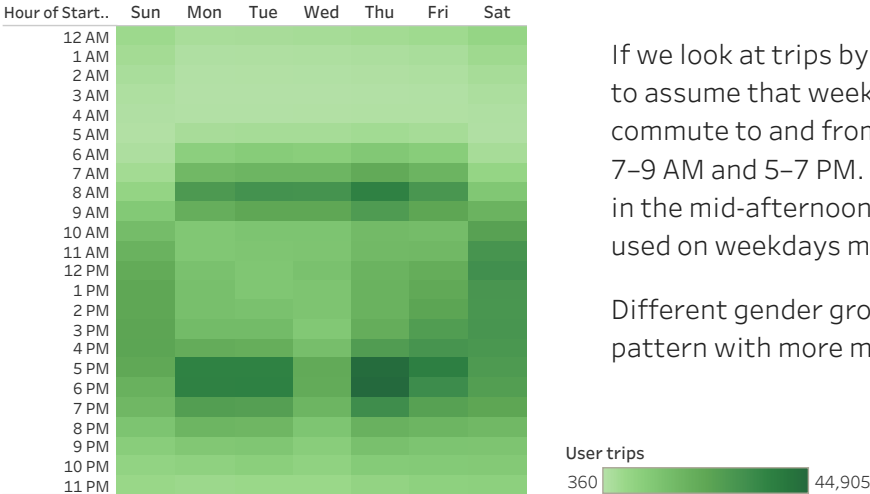 Hour of Start.. Sun Mon Tue Wed Thu Fri Sat
12 AM
1 AM
2 AM
3 AM
4 AM
5 AM
6 AM
7 AM
8 AM
9 AM
10 AM
11 AM
12 PM
1 PM
2 PM
3 PM
4 PM
5 PM
6 PM
7 PM
8 PM
9 PM
10 PM
11 PM
If we look at trips by
to assume that week
commute to and from
7–9 AM and 5–7 PM.
in the mid-afternoon
used on weekdays m
Different gender gro
pattern with more m
User trips
360 44,905